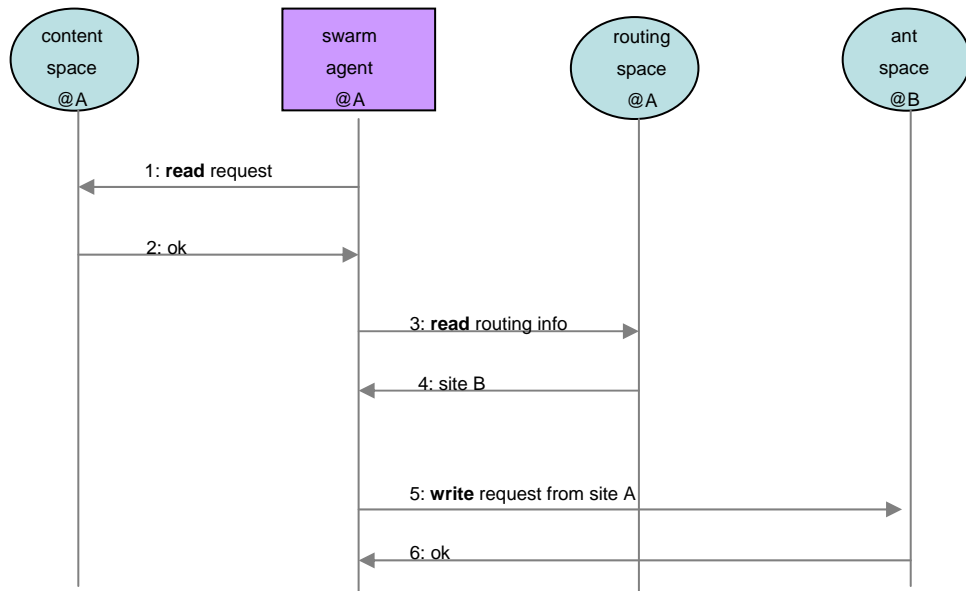 content
space
@A
swarm
agent
@A
routing
space
@A
ant
space
@B
1: read request
2: ok
3: read routing info
4: site B
5: write request from site A
6: ok